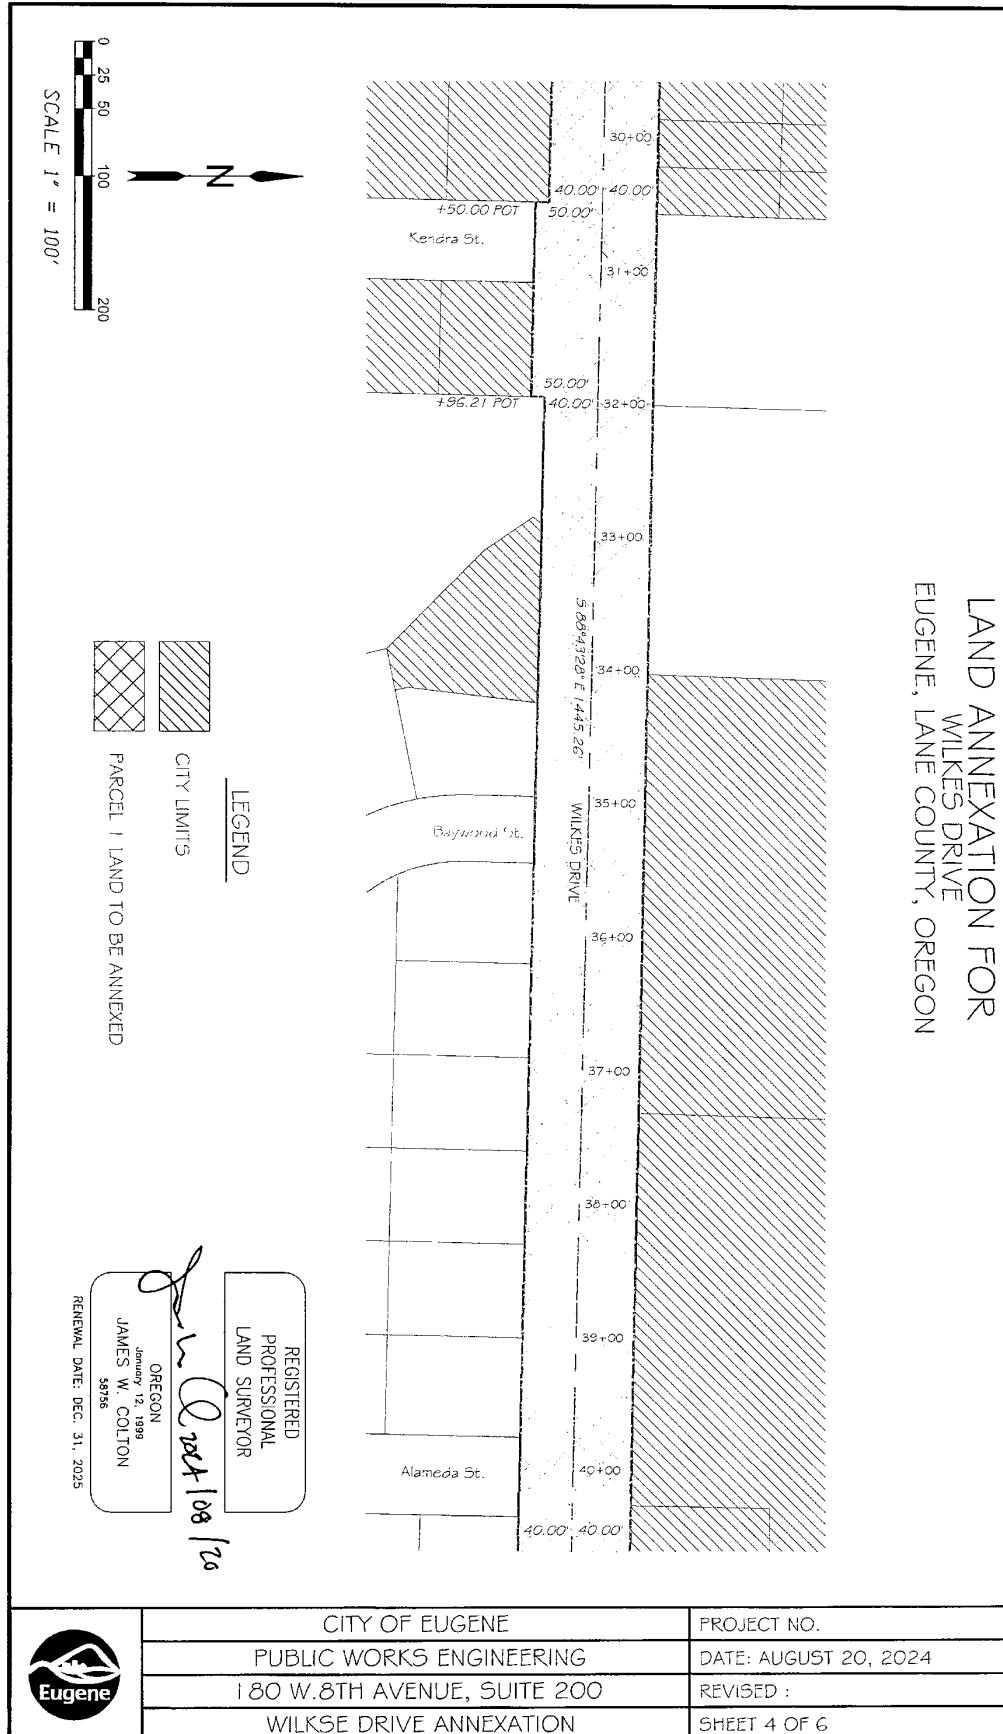 LAND ANNEXATION FOR
WILKES DRIVE
EUGENE, LANE COUNTY, OREGON
0 25 50 100 200
SCALE 1" = 100'
N
30+00
40.00' 40.00'
+50.00 POT
50.00'
Kendra St.
31+00
50.00'
+96.21 POT
40.00'
32+00
33+00
S 88°43'28" E 1445.26'
34+00
35+00
WILKES DRIVE
Baywood St.
36+00
37+00
38+00
39+00
40+00
Alameda St.
40.00' 40.00'
LEGEND
CITY LIMITS
PARCEL 1 LAND TO BE ANNEXED
REGISTERED
PROFESSIONAL
LAND SURVEYOR
2024/08/20
OREGON
January 12, 1999
JAMES W. COLTON
58756
RENEWAL DATE: DEC. 31, 2025
Eugene
CITY OF EUGENE
PUBLIC WORKS ENGINEERING
180 W.8TH AVENUE, SUITE 200
WILKSE DRIVE ANNEXATION
PROJECT NO.
DATE: AUGUST 20, 2024
REVISED :
SHEET 4 OF 6